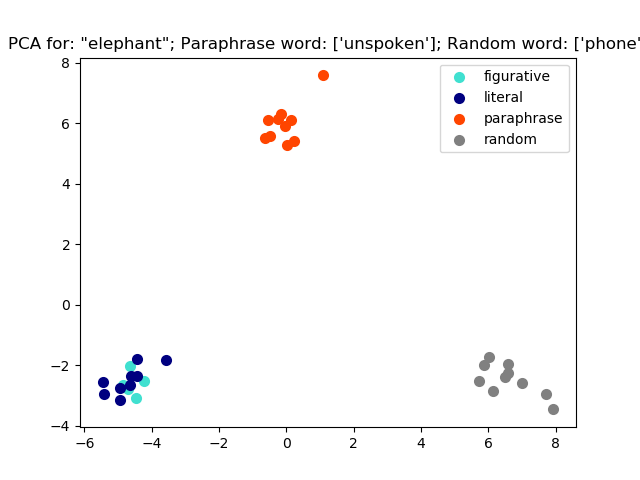 PCA for: "elephant"; Paraphrase word: ['unspoken']; Random word: ['phone'
figurative
literal
paraphrase
random
8
6
4
2
0
−2
−4
−6 −4 −2 0 2 4 6 8